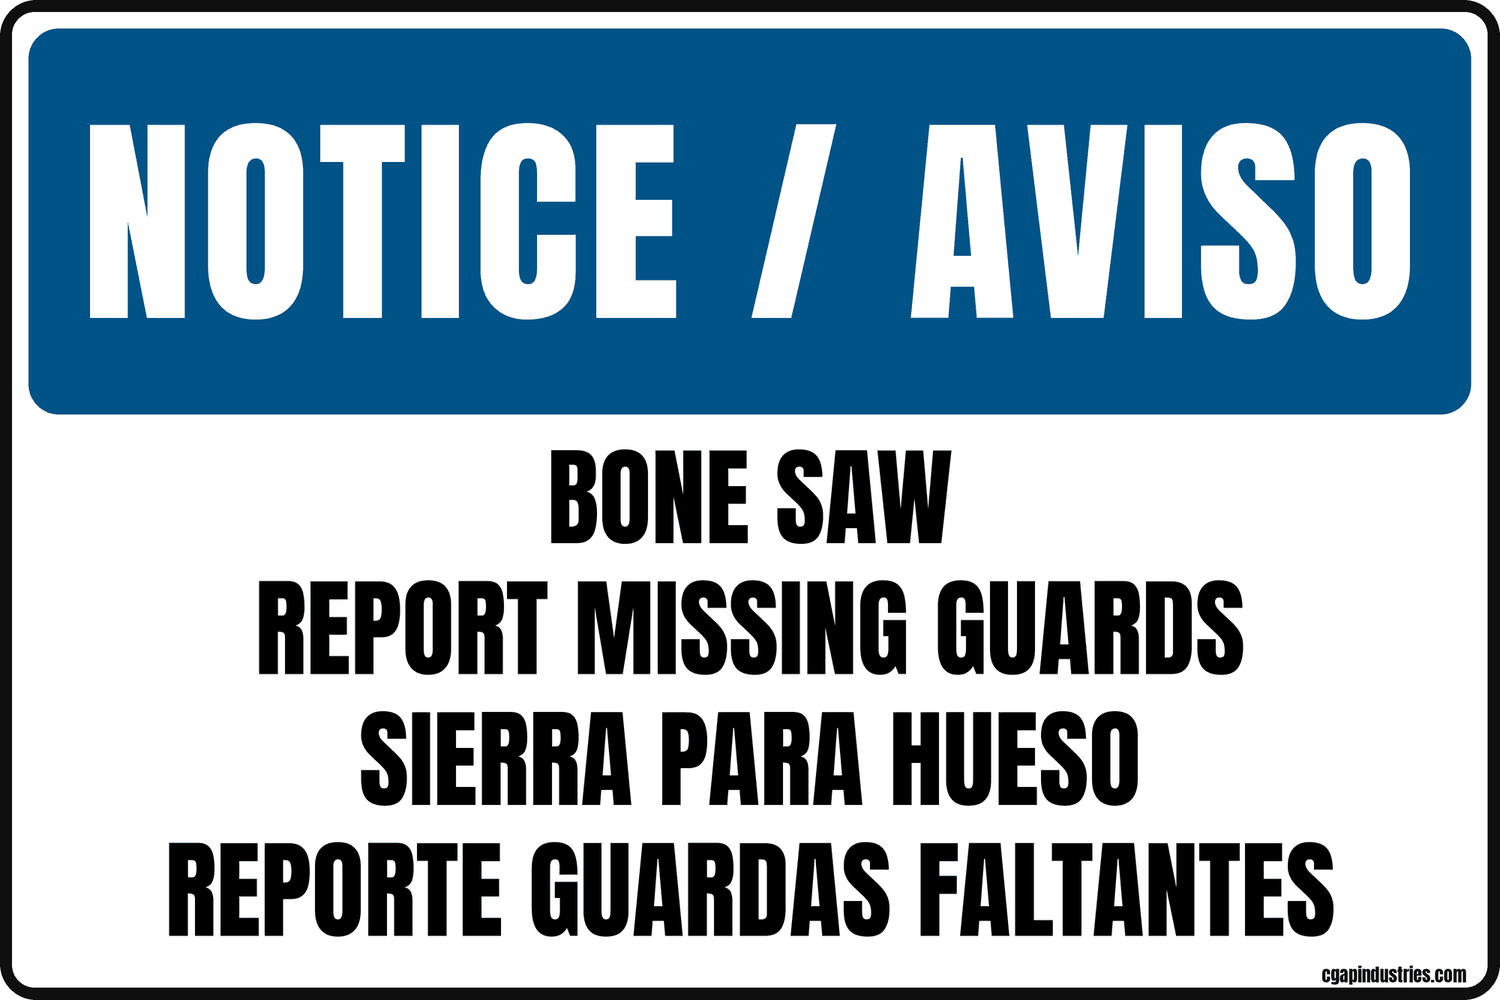 NOTICE / AVISO
BONE SAW
REPORT MISSING GUARDS
SIERRA PARA HUESO
REPORTE GUARDAS FALTANTES
cgapindustries.com